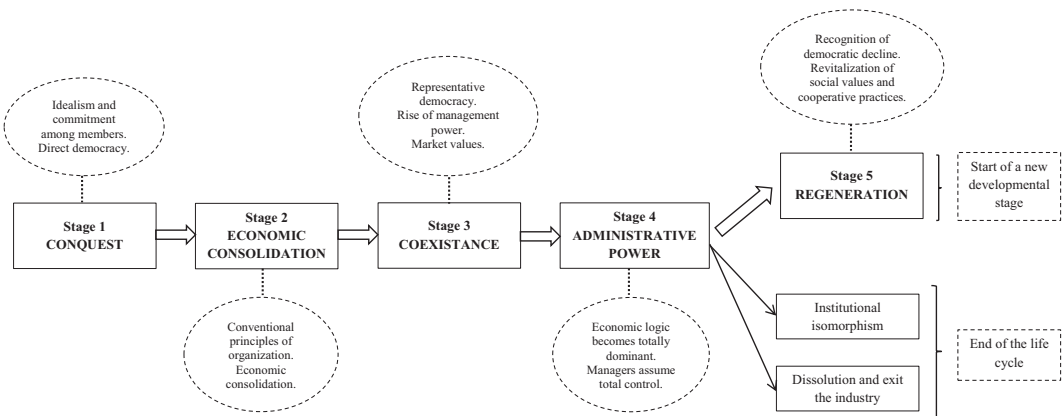 Idealism and
commitment
among members.
Direct democracy.
Stage 1
CONQUEST
Stage 2
ECONOMIC
CONSOLIDATION
Conventional
principles of
organization.
Economic
consolidation.
Representative
democracy.
Rise of management
power.
Market values.
Stage 3
COEXISTANCE
Stage 4
ADMINISTRATIVE
POWER
Economic logic
becomes totally
dominant.
Managers assume
total control.
Recognition of
democratic decline.
Revitalization of
social values and
cooperative practices.
Stage 5
REGENERATION
Start of a new
developmental
stage
Institutional
isomorphism
Dissolution and exit
the industry
End of the life
cycle